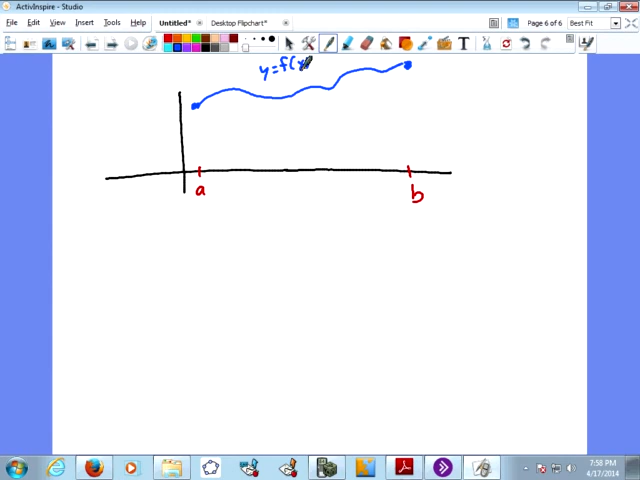 ActivInspire - Studio
File Edit View Insert Tools Help Untitled* Desktop Flipchart* Page 6 of 6 Best Fit
T
y=f(x
a
b
7:58 PM
4/17/2014